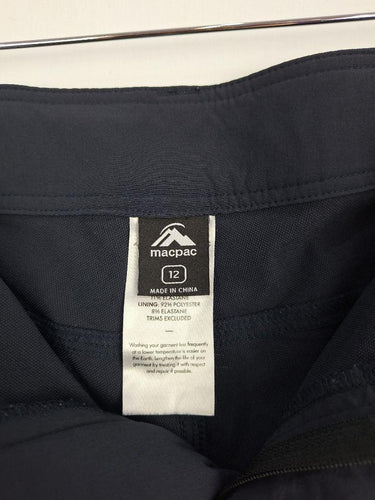 macpac
12
MADE IN CHINA
11% ELASTANE
LINING: 92% POLYESTER
8% ELASTANE
TRIMS EXCLUDED
—
Washing your garment less frequently
at a lower temperature is easier on
the Earth. Lengthen the life of your
garment by treating it with respect
and repair if possible.